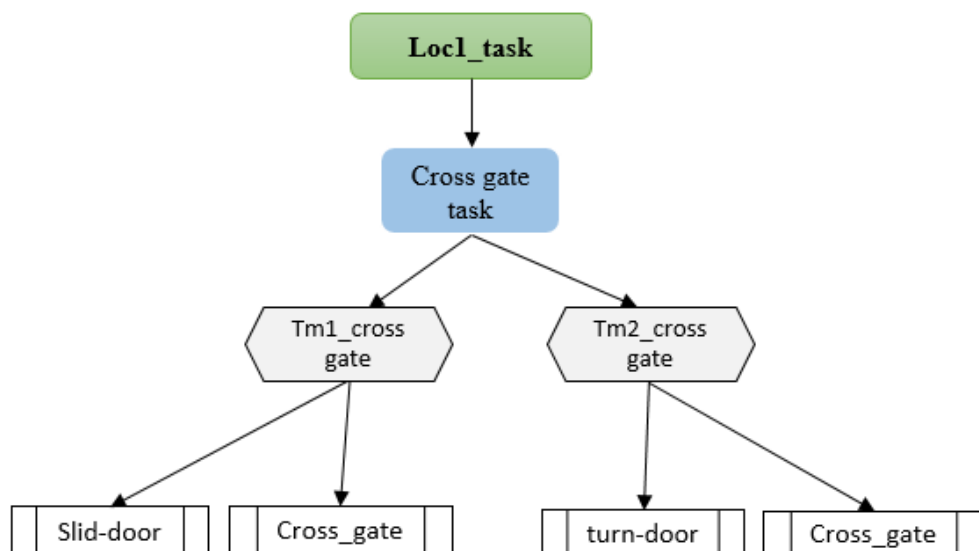 Loc1_task
Cross gate
task
Tm1_cross
gate
Tm2_cross
gate
Slid-door
Cross_gate
turn-door
Cross_gate